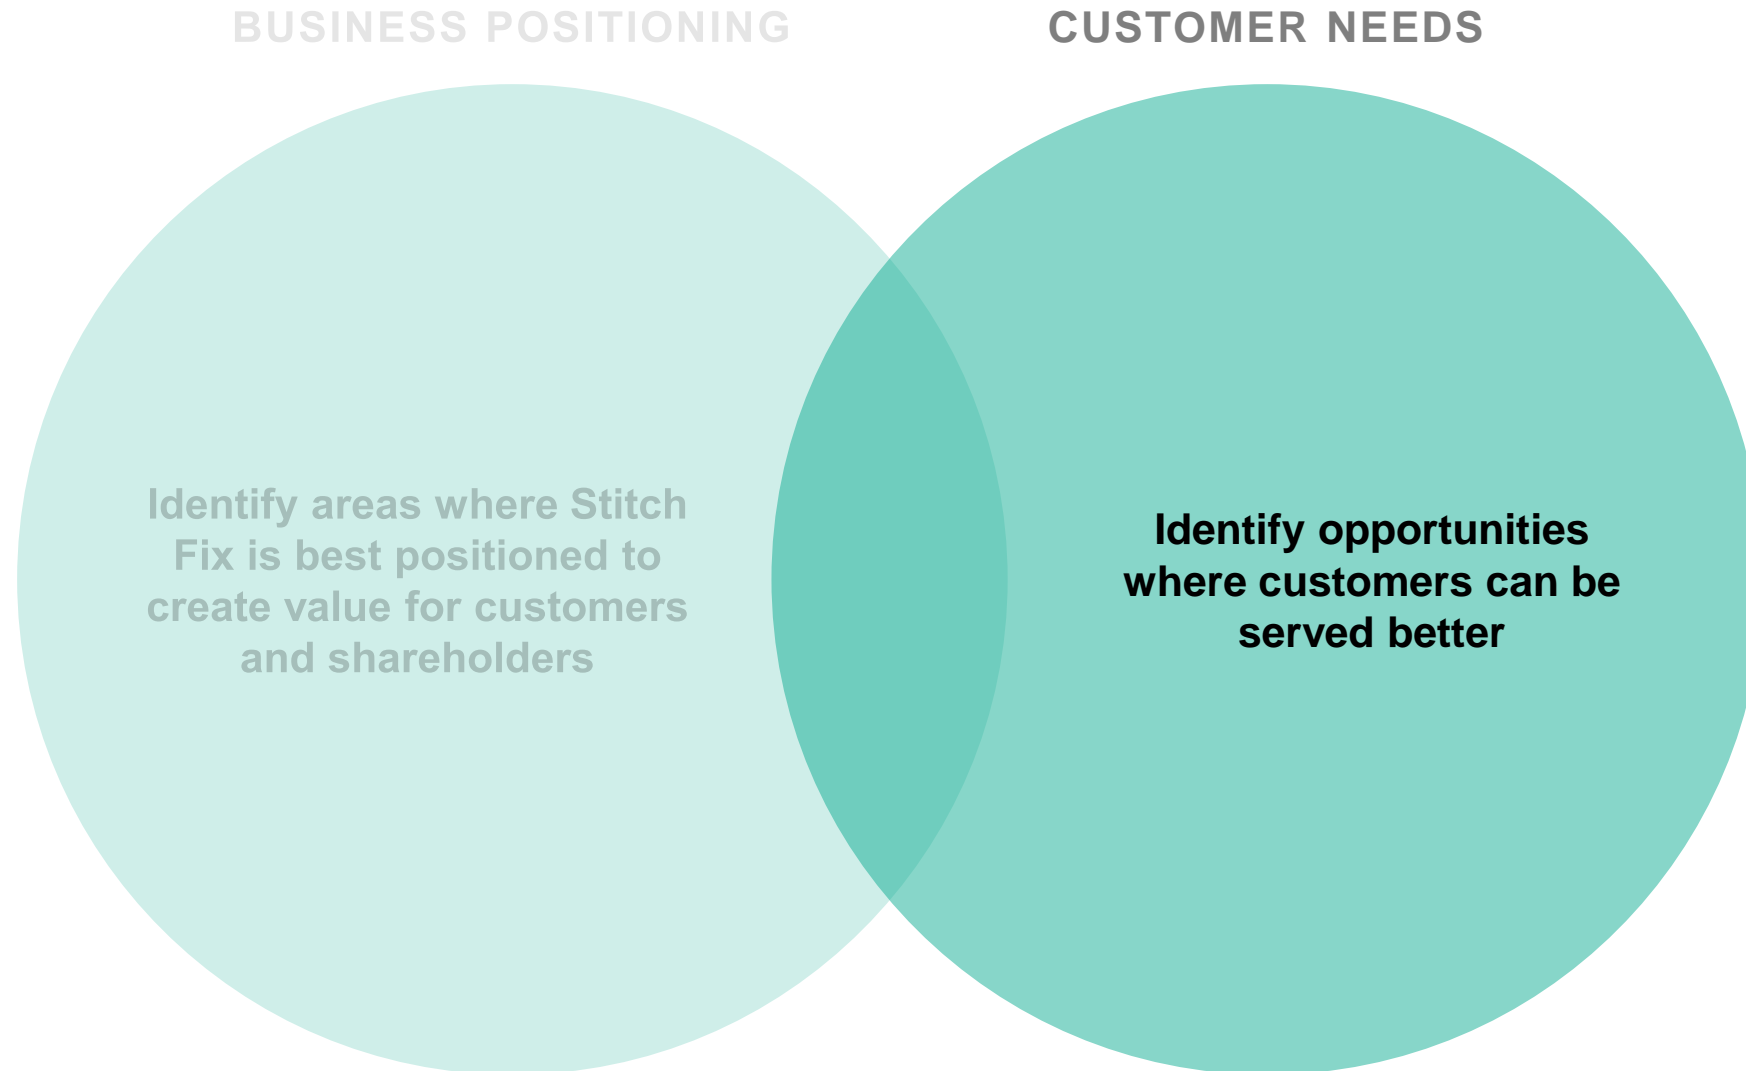 BUSINESS POSITIONING
CUSTOMER NEEDS
Identify areas where Stitch
Fix is best positioned to
create value for customers
and shareholders
Identify opportunities
where customers can be
served better